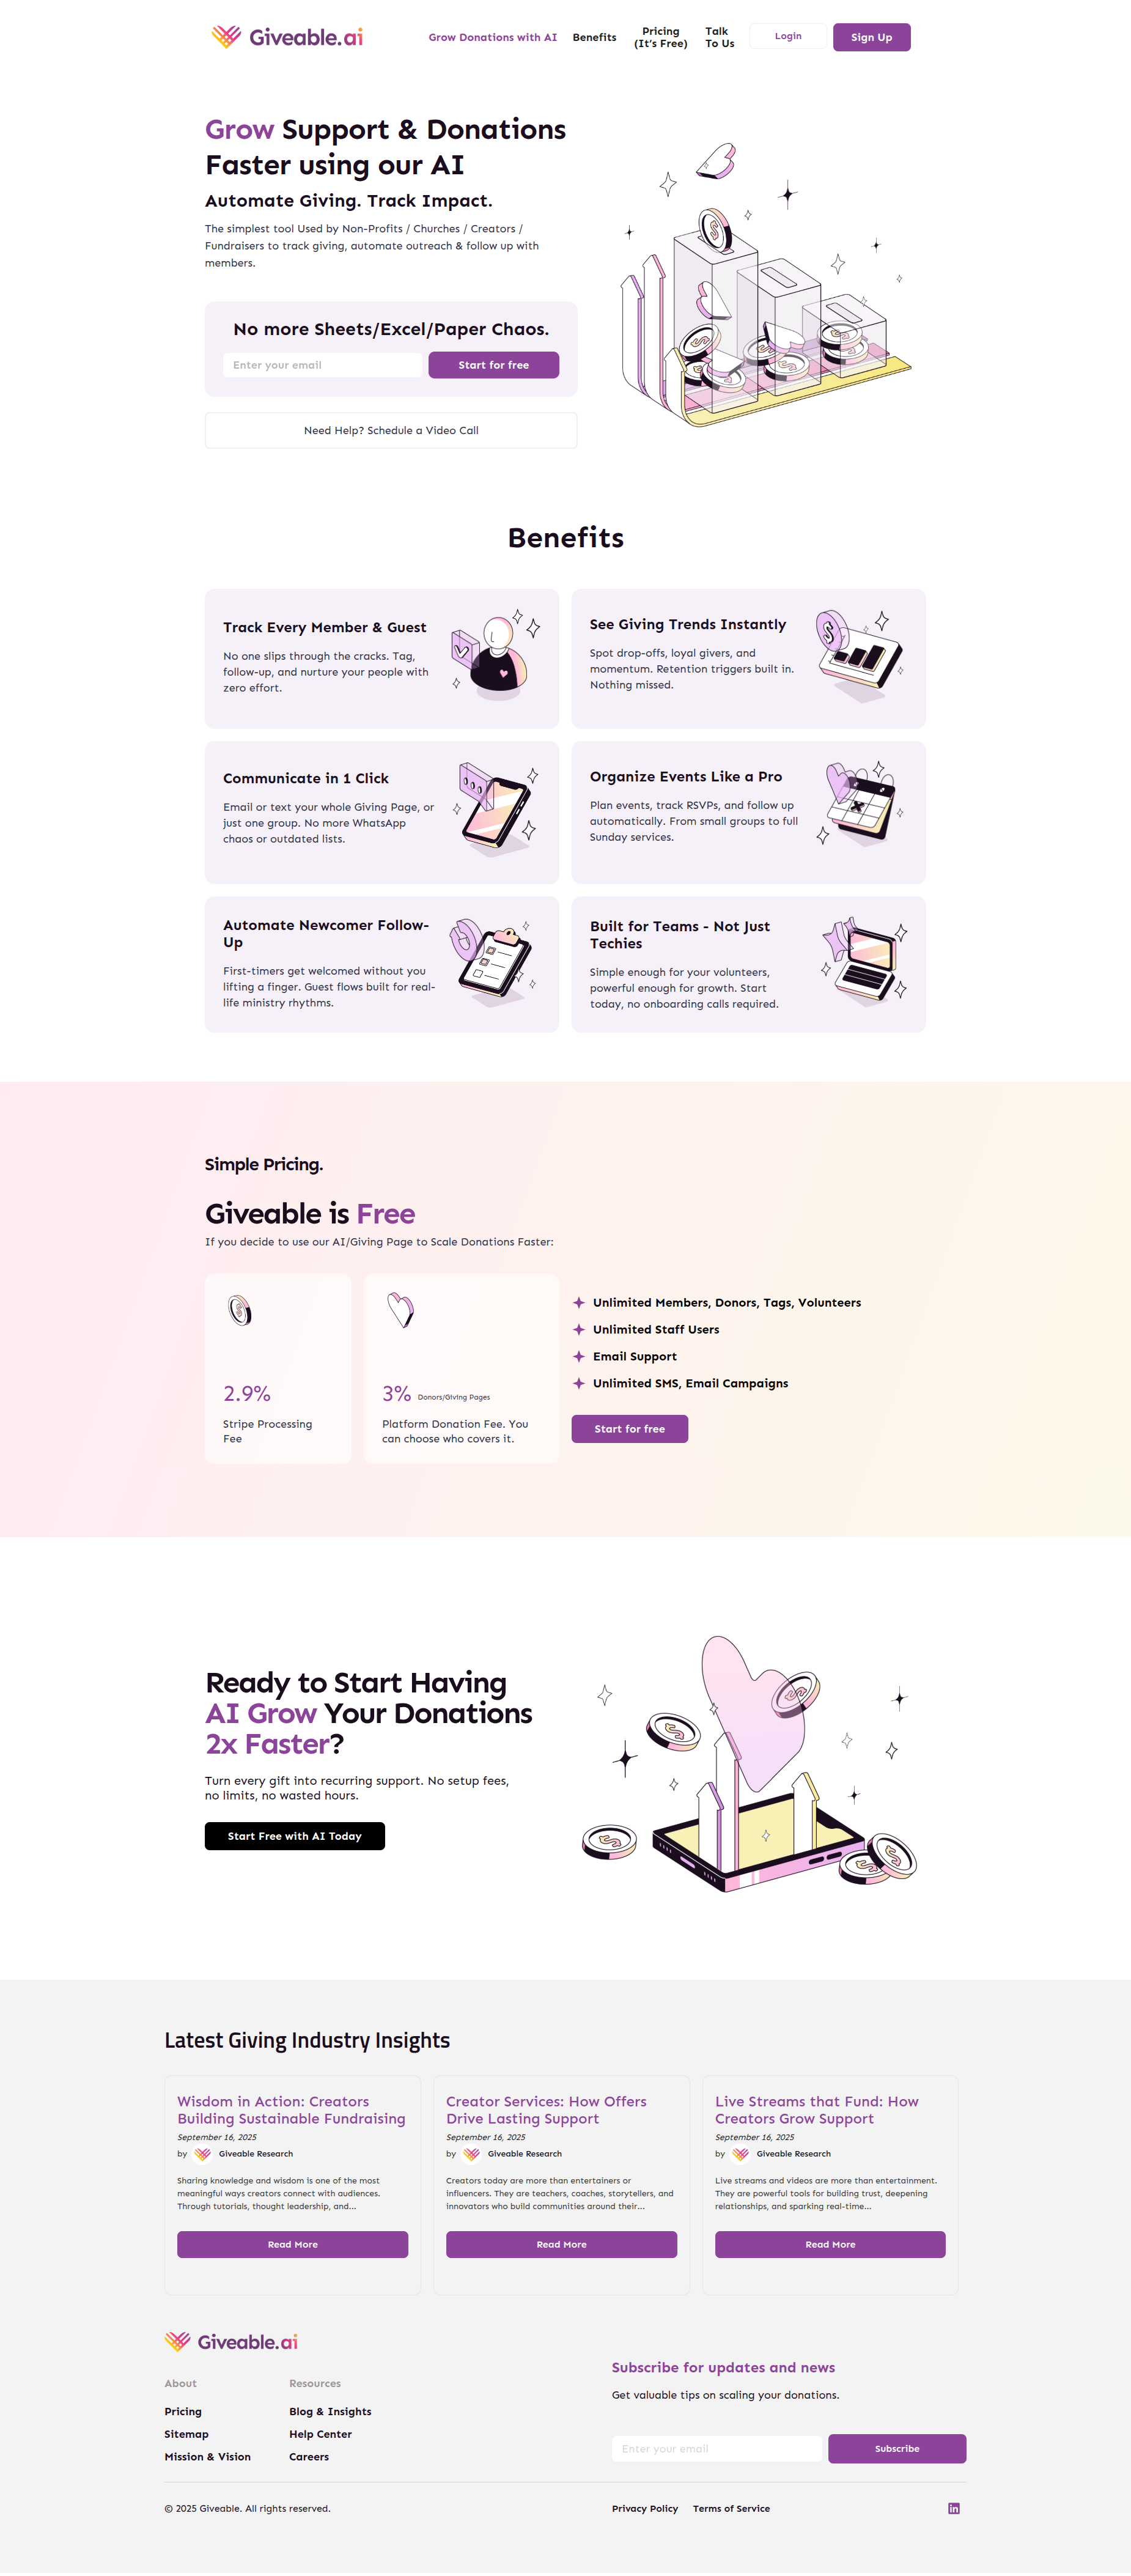 Giveable.ai
Grow Donations with AI
Benefits
Pricing
(It's Free)
Talk
To Us
Login
Sign Up
Grow Support & Donations
Faster using our AI
Automate Giving. Track Impact.
The simplest tool Used by Non-Profits / Churches / Creators /
Fundraisers to track giving, automate outreach & follow up with
members.
No more Sheets/Excel/Paper Chaos.
Enter your email
Start for free
Need Help? Schedule a Video Call
Benefits
Track Every Member & Guest
No one slips through the cracks. Tag,
follow-up, and nurture your people with
zero effort.
See Giving Trends Instantly
Spot drop-offs, loyal givers, and
momentum. Retention triggers built in.
Nothing missed.
Communicate in 1 Click
Email or text your whole Giving Page, or
just one group. No more WhatsApp
chaos or outdated lists.
Organize Events Like a Pro
Plan events, track RSVPs, and follow up
automatically. From small groups to full
Sunday services.
Automate Newcomer Follow-
Up
First-timers get welcomed without you
lifting a finger. Guest flows built for real-
life ministry rhythms.
Built for Teams - Not Just
Techies
Simple enough for your volunteers,
powerful enough for growth. Start
today, no onboarding calls required.
Simple Pricing.
Giveable is Free
If you decide to use our AI/Giving Page to Scale Donations Faster:
2.9%
Stripe Processing
Fee
3% Donors/Giving Pages
Platform Donation Fee. You
can choose who covers it.
Unlimited Members, Donors, Tags, Volunteers
Unlimited Staff Users
Email Support
Unlimited SMS, Email Campaigns
Start for free
Ready to Start Having
AI Grow Your Donations
2x Faster?
Turn every gift into recurring support. No setup fees,
no limits, no wasted hours.
Start Free with AI Today
Latest Giving Industry Insights
Wisdom in Action: Creators
Building Sustainable Fundraising
September 16, 2025
by Giveable Research
Sharing knowledge and wisdom is one of the most
meaningful ways creators connect with audiences.
Through tutorials, thought leadership, and...
Read More
Creator Services: How Offers
Drive Lasting Support
September 16, 2025
by Giveable Research
Creators today are more than entertainers or
influencers. They are teachers, coaches, storytellers, and
innovators who build communities around their...
Read More
Live Streams that Fund: How
Creators Grow Support
September 16, 2025
by Giveable Research
Live streams and videos are more than entertainment.
They are powerful tools for building trust, deepening
relationships, and sparking real-time...
Read More
Giveable.ai
About
Pricing
Sitemap
Mission & Vision
Resources
Blog & Insights
Help Center
Careers
Subscribe for updates and news
Get valuable tips on scaling your donations.
Enter your email
Subscribe
© 2025 Giveable. All rights reserved.
Privacy Policy
Terms of Service